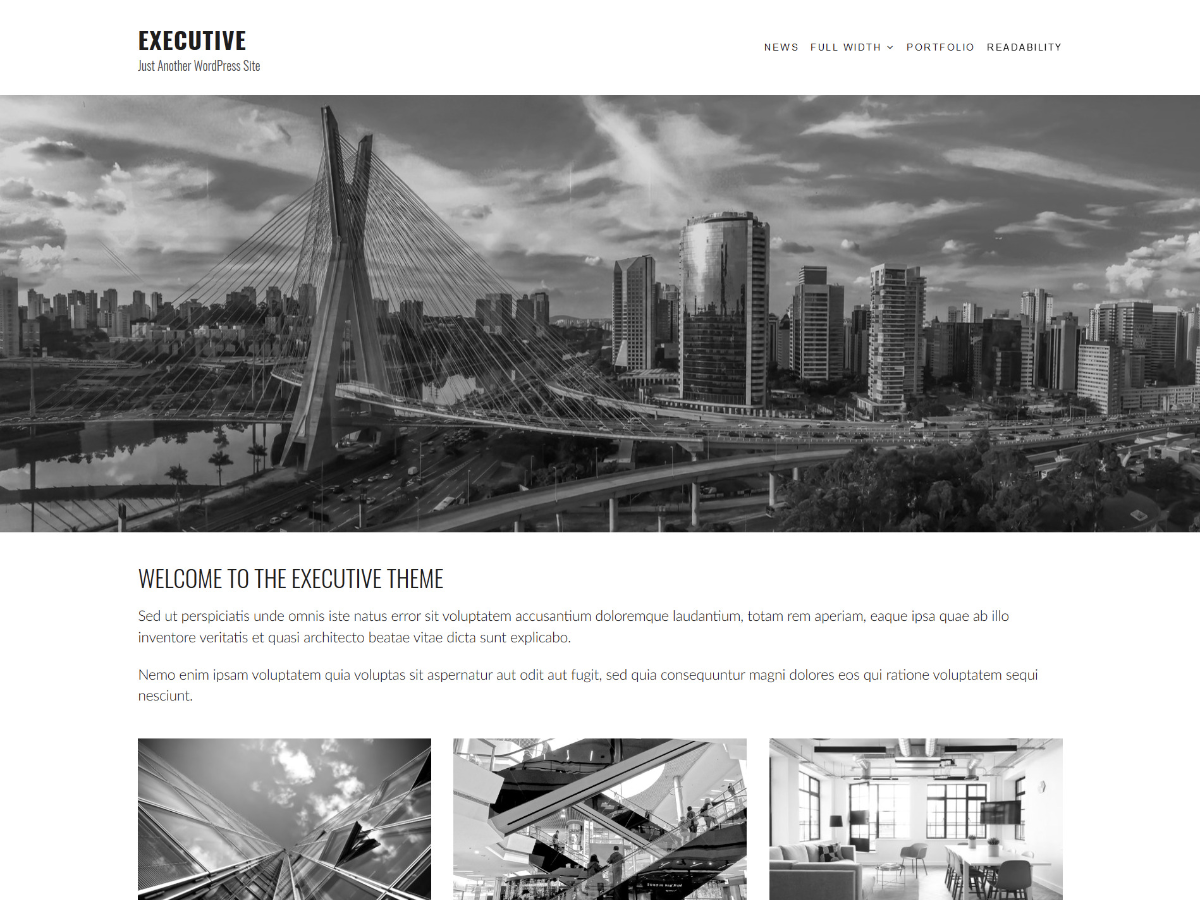 EXECUTIVE
Just Another WordPress Site
NEWS FULL WIDTH PORTFOLIO READABILITY
WELCOME TO THE EXECUTIVE THEME
Sed ut perspiciatis unde omnis iste natus error sit voluptatem accusantium doloremque laudantium, totam rem aperiam, eaque ipsa quae ab illo
inventore veritatis et quasi architecto beatae vitae dicta sunt explicabo.
Nemo enim ipsam voluptatem quia voluptas sit aspernatur aut odit aut fugit, sed quia consequuntur magni dolores eos qui ratione voluptatem sequi
nesciunt.